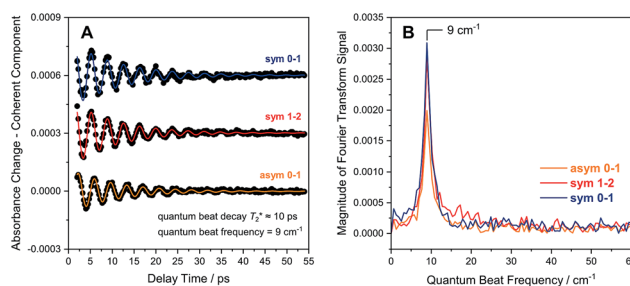 A
Absorbance Change - Coherent Component
0.0009
0.0006
0.0003
0.0000
-0.0003
sym 0-1
sym 1-2
asym 0-1
quantum beat decay T2* ≈ 10 ps
quantum beat frequency = 9 cm-1
0 5 10 15 20 25 30 35 40 45 50 55
Delay Time / ps
B
Magnitude of Fourier Transform Signal
0.0035
0.0030
0.0025
0.0020
0.0015
0.0010
0.0005
0.0000
9 cm-1
asym 0-1
sym 1-2
sym 0-1
0 10 20 30 40 50
Quantum Beat Frequency / cm-1